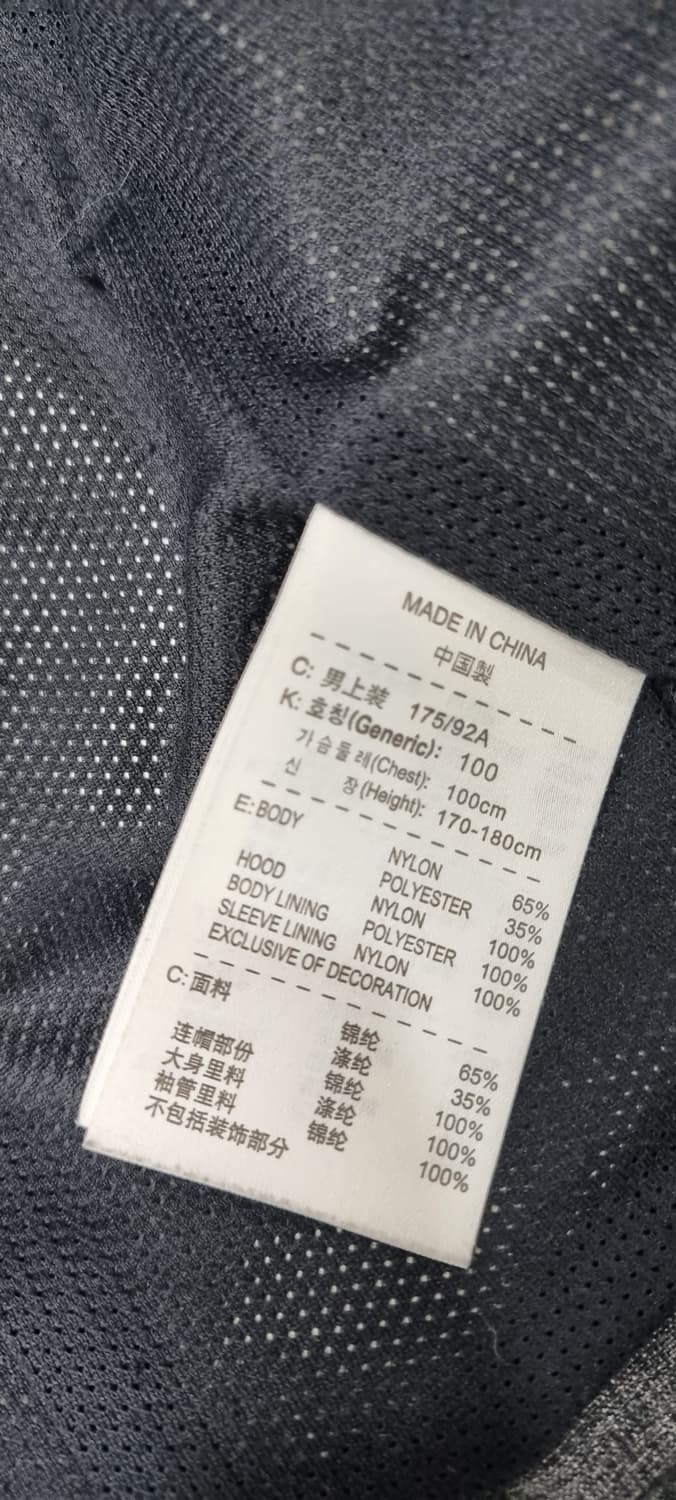 MADE IN CHINA
中国製
C: 男上装 175/92A
K: 호칭(Generic): 100
가슴둘레(Chest): 100cm
신 장(Height): 170-180cm
E: BODY NYLON 65%
POLYESTER 35%
HOOD NYLON 100%
BODY LINING POLYESTER 100%
SLEEVE LINING NYLON 100%
EXCLUSIVE OF DECORATION
C: 面料 锦纶 65%
涤纶 35%
连帽部份 锦纶 100%
大身里料 涤纶 100%
袖管里料 锦纶 100%
不包括装饰部分